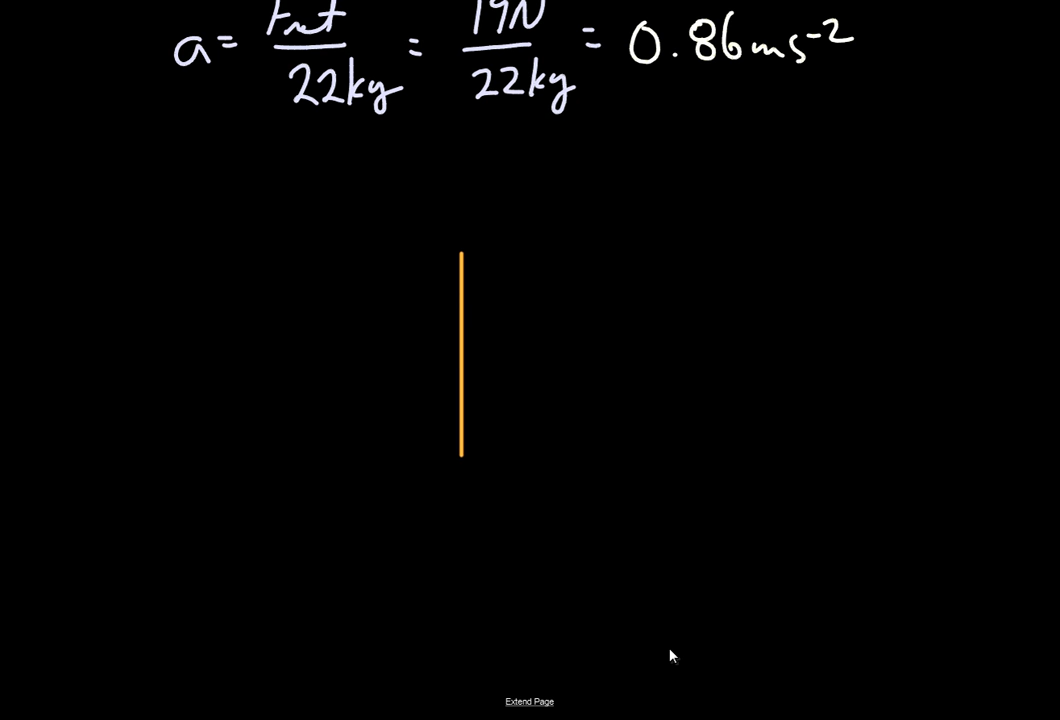 a = Fnet/22kg = 19N/22kg = 0.86ms⁻²
Extend Page